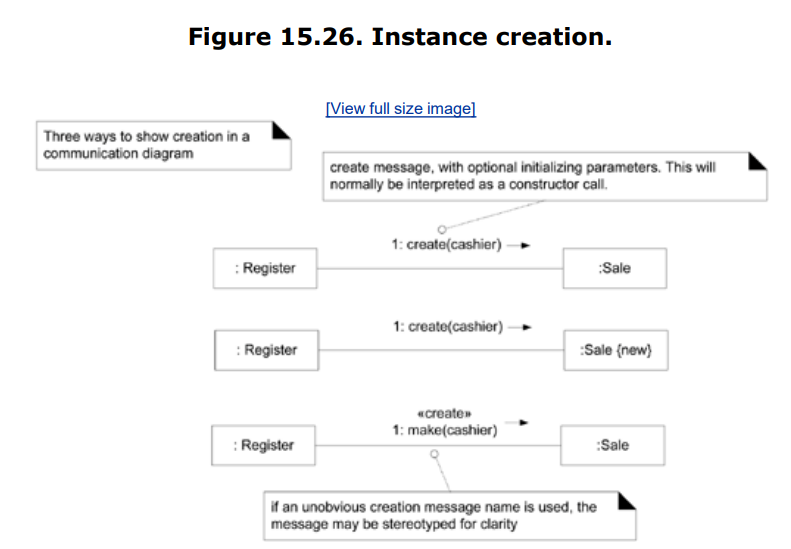 Figure 15.26. Instance creation.
[View full size image]
Three ways to show creation in a
communication diagram
create message, with optional initializing parameters. This will
normally be interpreted as a constructor call.
1: create(cashier)
: Register
:Sale
1: create(cashier)
: Register
:Sale {new}
«create»
1: make(cashier)
: Register
:Sale
if an unobvious creation message name is used, the
message may be stereotyped for clarity